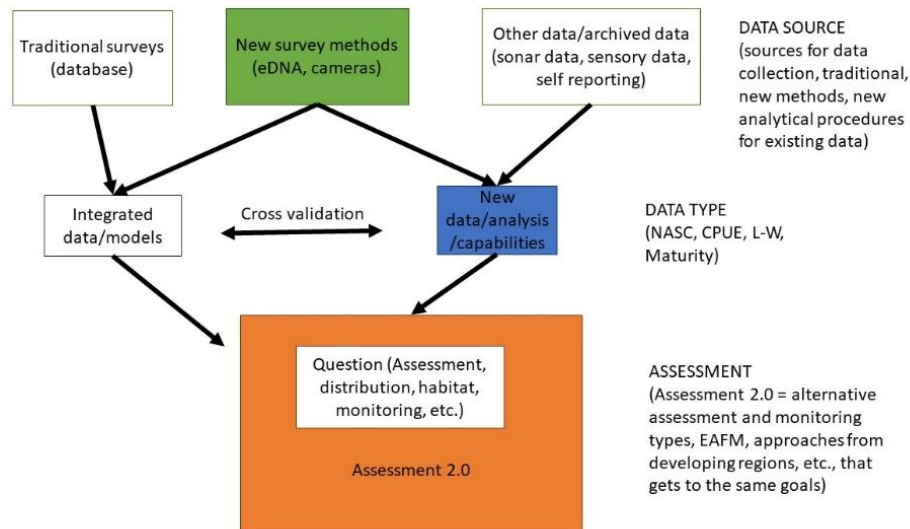 Traditional surveys
(database)
New survey methods
(eDNA, cameras)
Other data/archived data
(sonar data, sensory data,
self reporting)
DATA SOURCE
(sources for data
collection, traditional,
new methods, new
analytical procedures
for existing data)
Integrated
data/models
Cross validation
New
data/analysis
/capabilities
DATA TYPE
(NASC, CPUE, L-W,
Maturity)
Question (Assessment,
distribution, habitat,
monitoring, etc.)
Assessment 2.0
ASSESSMENT
(Assessment 2.0 = alternative
assessment and monitoring
types, EAFM, approaches from
developing regions, etc., that
gets to the same goals)